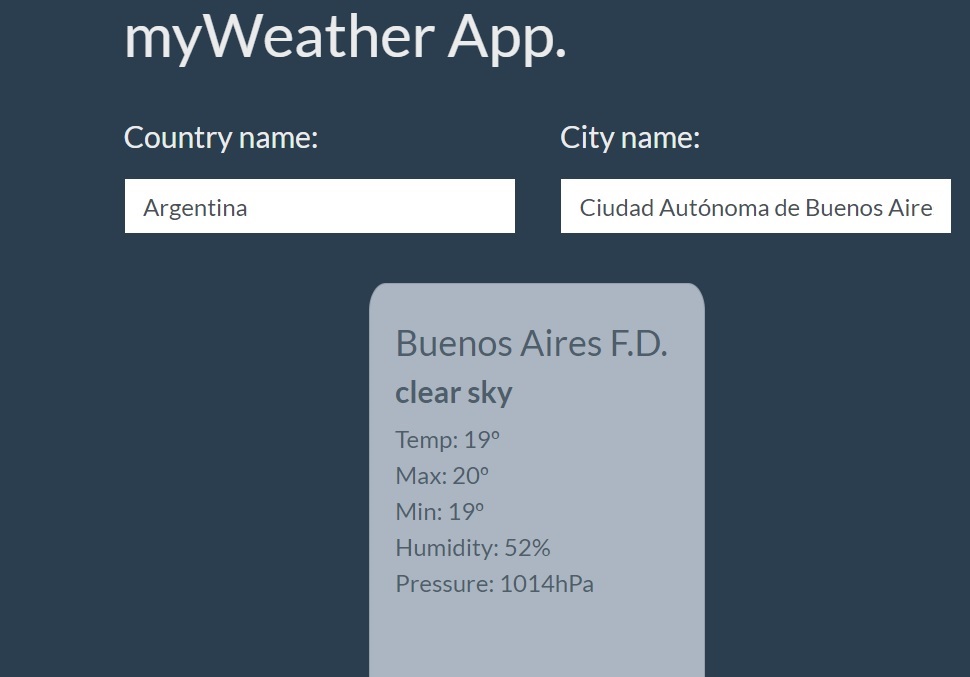 myWeather App.
Country name:
City name:
Argentina
Ciudad Autónoma de Buenos Aire
Buenos Aires F.D.
clear sky
Temp: 19º
Max: 20º
Min: 19º
Humidity: 52%
Pressure: 1014hPa